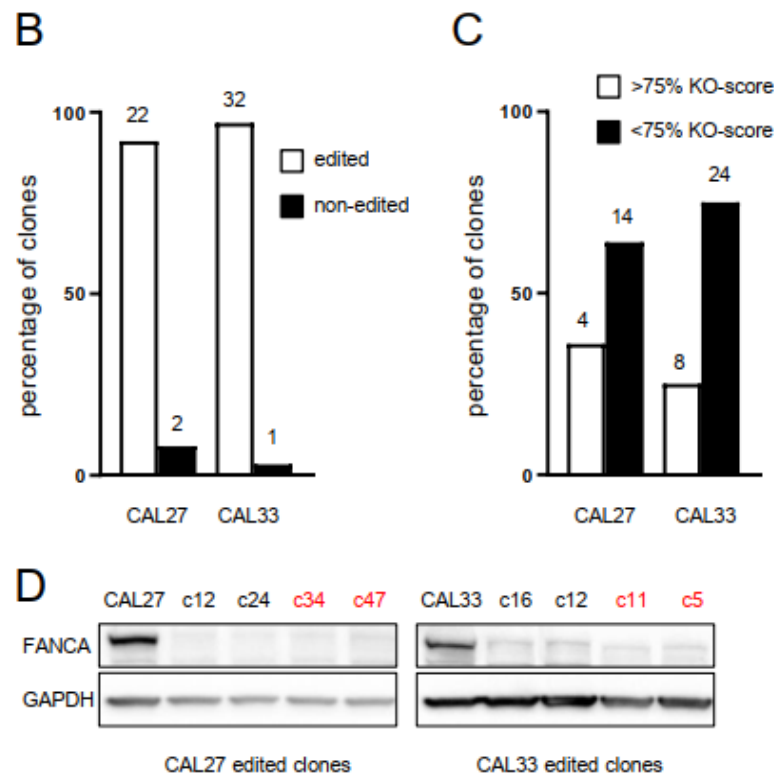 B
C
22
32
100
50
0
percentage of clones
edited
non-edited
2
1
CAL27 CAL33
>75% KO-score
<75% KO-score
100
50
0
percentage of clones
4
14
8
24
CAL27 CAL33
D
CAL27 c12 c24 c34 c47
CAL33 c16 c12 c11 c5
FANCA
GAPDH
CAL27 edited clones
CAL33 edited clones